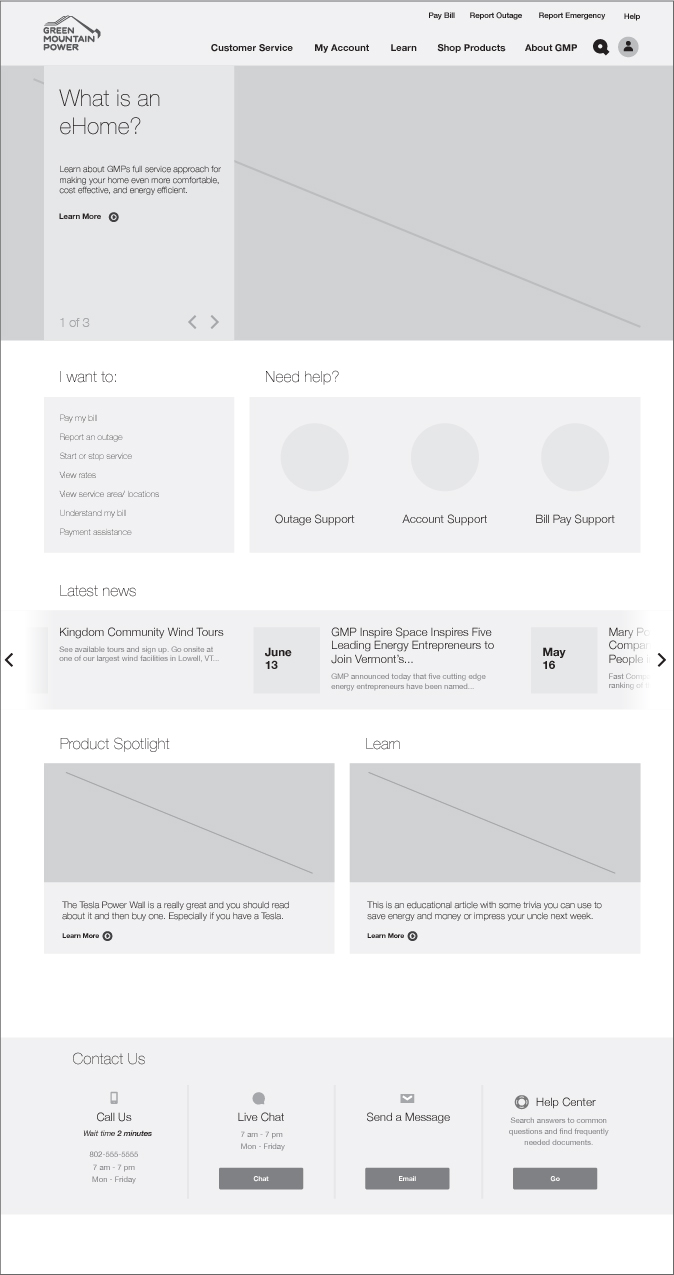 Pay Bill Report Outage Report Emergency Help
GREEN
MOUNTAIN
POWER
Customer Service My Account Learn Shop Products About GMP
What is an
eHome?
Learn about GMPs full service approach for
making your home even more comfortable,
cost effective, and energy efficient.
Learn More
1 of 3
I want to:
Pay my bill
Report an outage
Start or stop service
View rates
View service area/ locations
Understand my bill
Payment assistance
Need help?
Outage Support Account Support Bill Pay Support
Latest news
Kingdom Community Wind Tours
See available tours and sign up. Go onsite at
one of our largest wind facilities in Lowell, VT...
June
13
GMP Inspire Space Inspires Five
Leading Energy Entrepreneurs to
Join Vermont's...
GMP announced today that five cutting edge
energy entrepreneurs have been named...
May
16
Mary Po
Compan
People i
Fast Comp
ranking of
Product Spotlight
The Tesla Power Wall is a really great and you should read
about it and then buy one. Especially if you have a Tesla.
Learn More
Learn
This is an educational article with some trivia you can use to
save energy and money or impress your uncle next week.
Learn More
Contact Us
Call Us
Wait time 2 minutes
802-555-5555
7 am - 7 pm
Mon - Friday
Live Chat
7 am - 7 pm
Mon - Friday
Chat
Send a Message
Email
Help Center
Search answers to common
questions and find frequently
needed documents.
Go